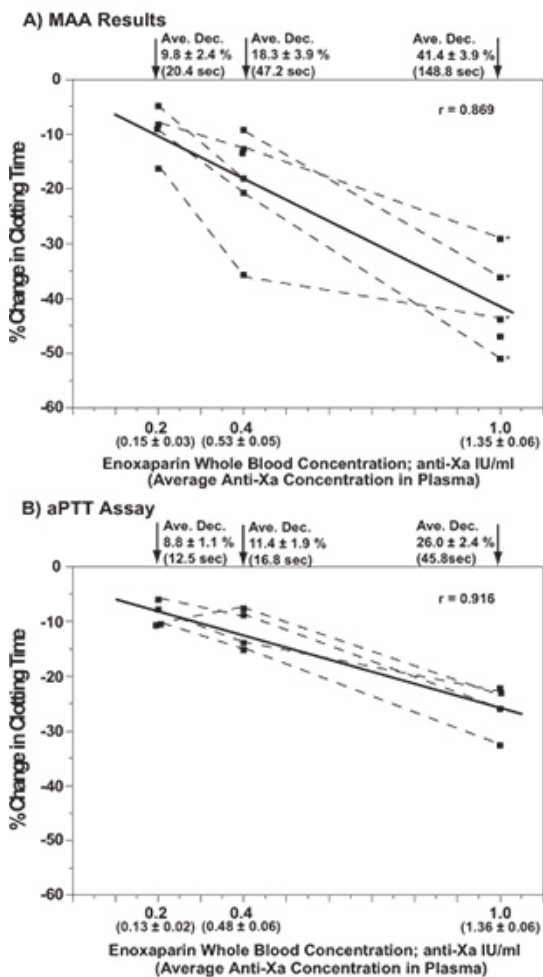 A) MAA Results
Ave. Dec. Ave. Dec. Ave. Dec.
9.8 ± 2.4 % 18.3 ± 3.9 % 41.4 ± 3.9 %
(20.4 sec) (47.2 sec) (148.8 sec)
r = 0.869
0
-10
-20
-30
-40
-50
-60
% Change in Clotting Time
0.2 0.4 1.0
(0.15 ± 0.03) (0.53 ± 0.05) (1.35 ± 0.06)
Enoxaparin Whole Blood Concentration; anti-Xa IU/ml
(Average Anti-Xa Concentration in Plasma)
B) aPTT Assay
Ave. Dec. Ave. Dec. Ave. Dec.
8.8 ± 1.1 % 11.4 ± 1.9 % 26.0 ± 2.4 %
(12.5 sec) (16.8 sec) (45.8sec)
r = 0.916
0
-10
-20
-30
-40
-50
-60
% Change in Clotting Time
0.2 0.4 1.0
(0.13 ± 0.02) (0.48 ± 0.06) (1.36 ± 0.06)
Enoxaparin Whole Blood Concentration; anti-Xa IU/ml
(Average Anti-Xa Concentration in Plasma)